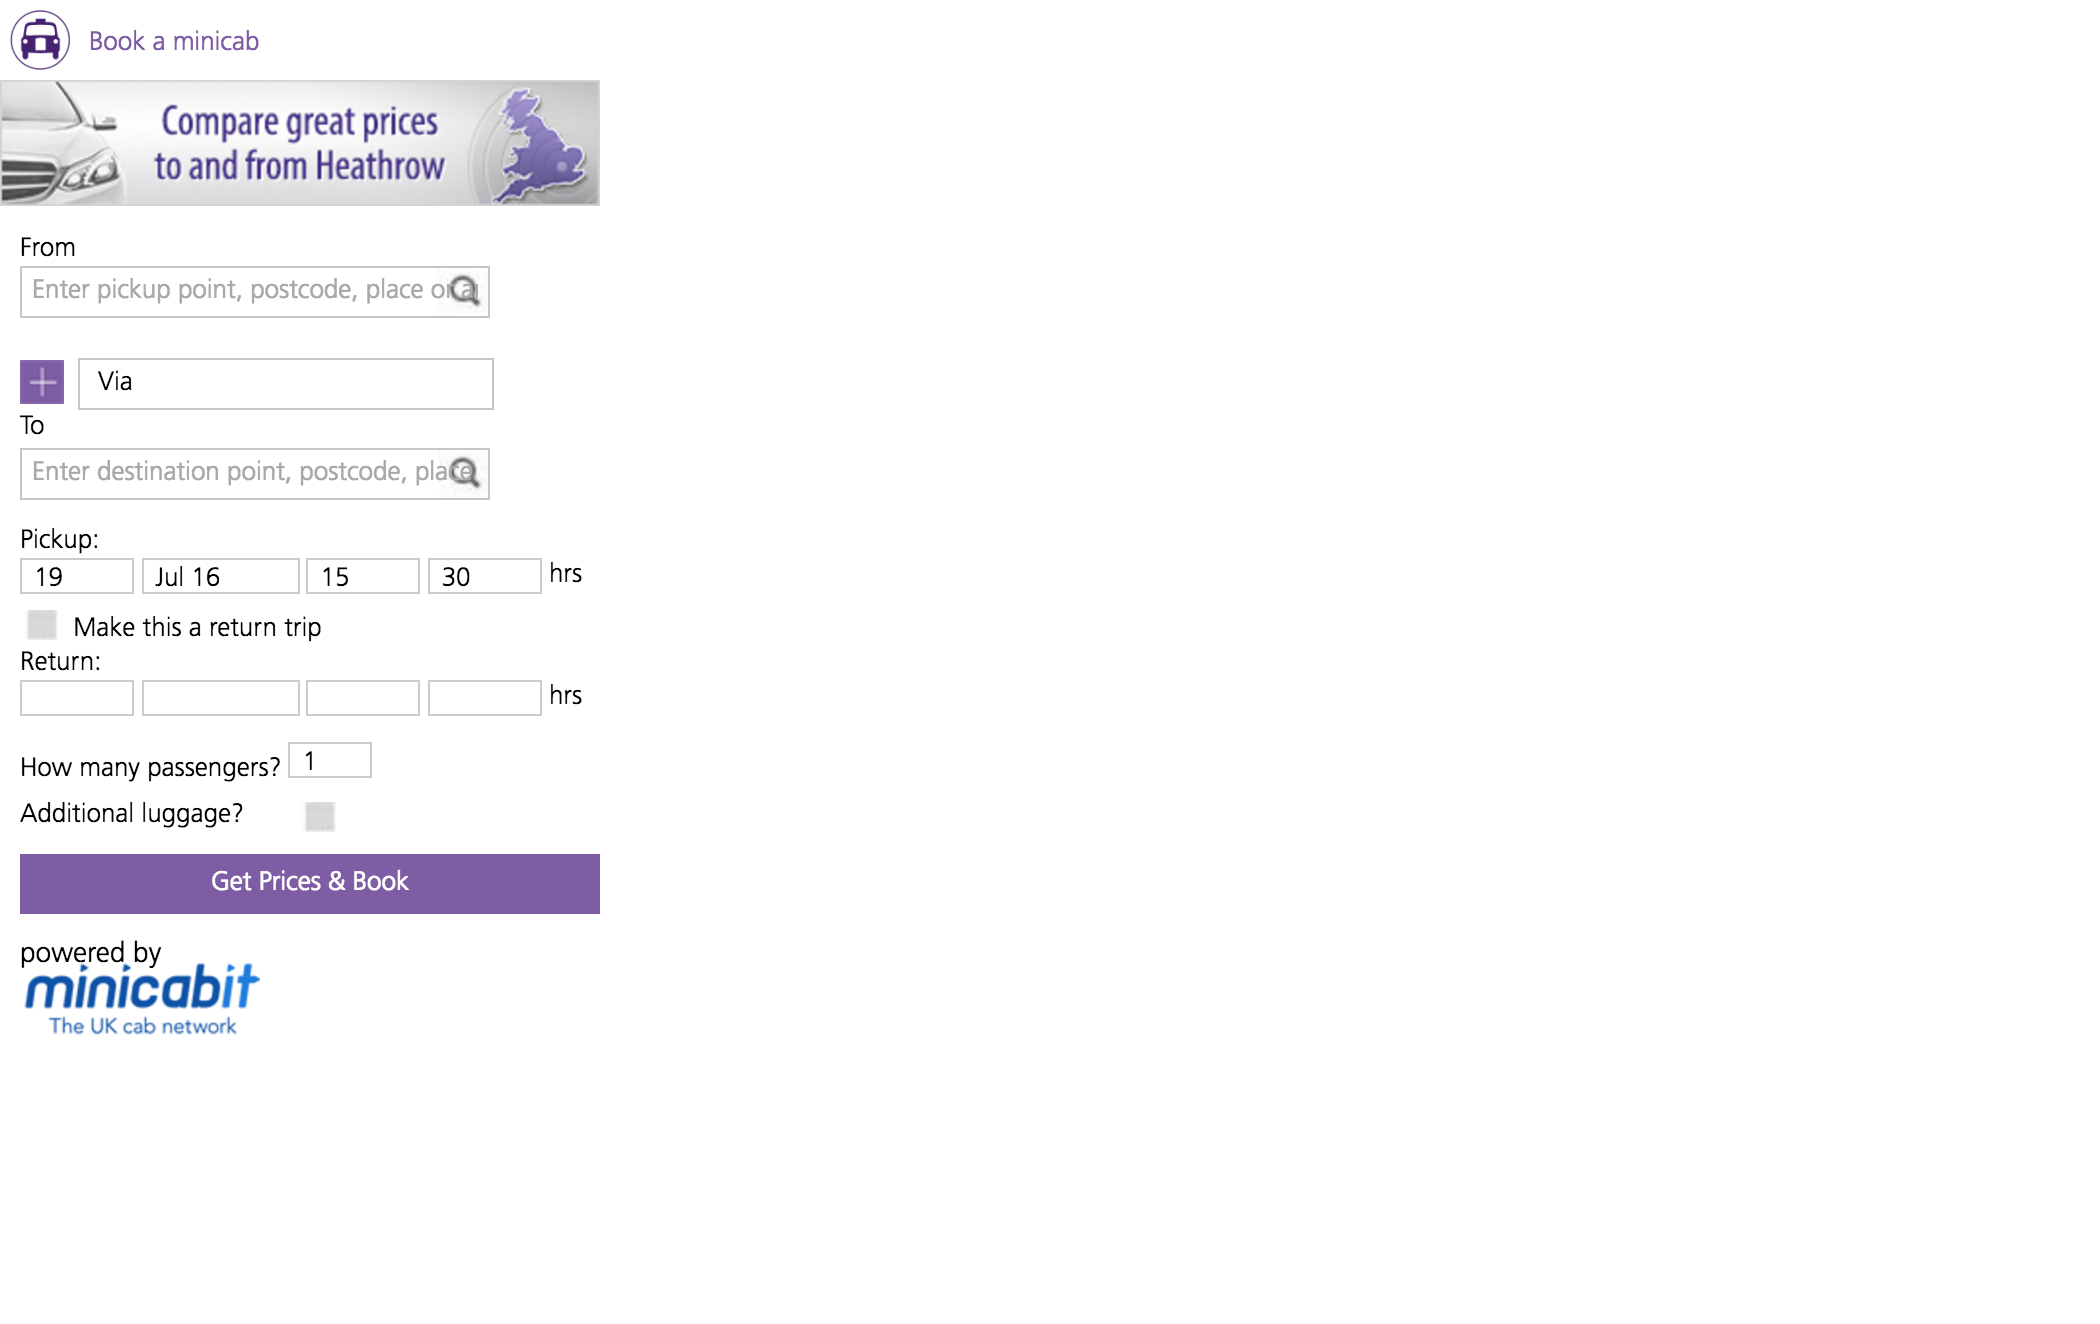 Book a minicab
Compare great prices
to and from Heathrow
From
Enter pickup point, postcode, place or a
Via
To
Enter destination point, postcode, place
Pickup:
19 Jul 16 15 30 hrs
Make this a return trip
Return:
hrs
How many passengers? 1
Additional luggage?
Get Prices & Book
powered by
minicabit
The UK cab network